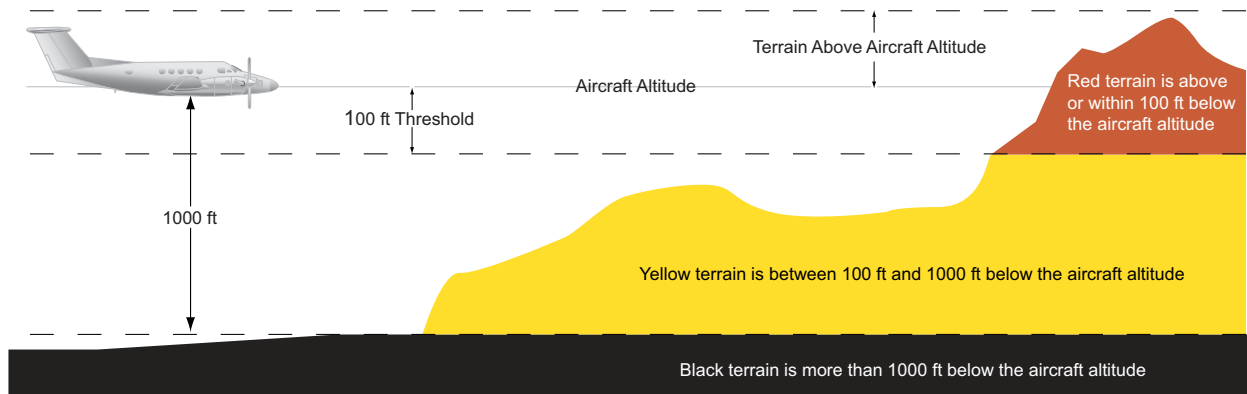 Terrain Above Aircraft Altitude
Aircraft Altitude
Red terrain is above
or within 100 ft below
the aircraft altitude
100 ft Threshold
1000 ft
Yellow terrain is between 100 ft and 1000 ft below the aircraft altitude
Black terrain is more than 1000 ft below the aircraft altitude